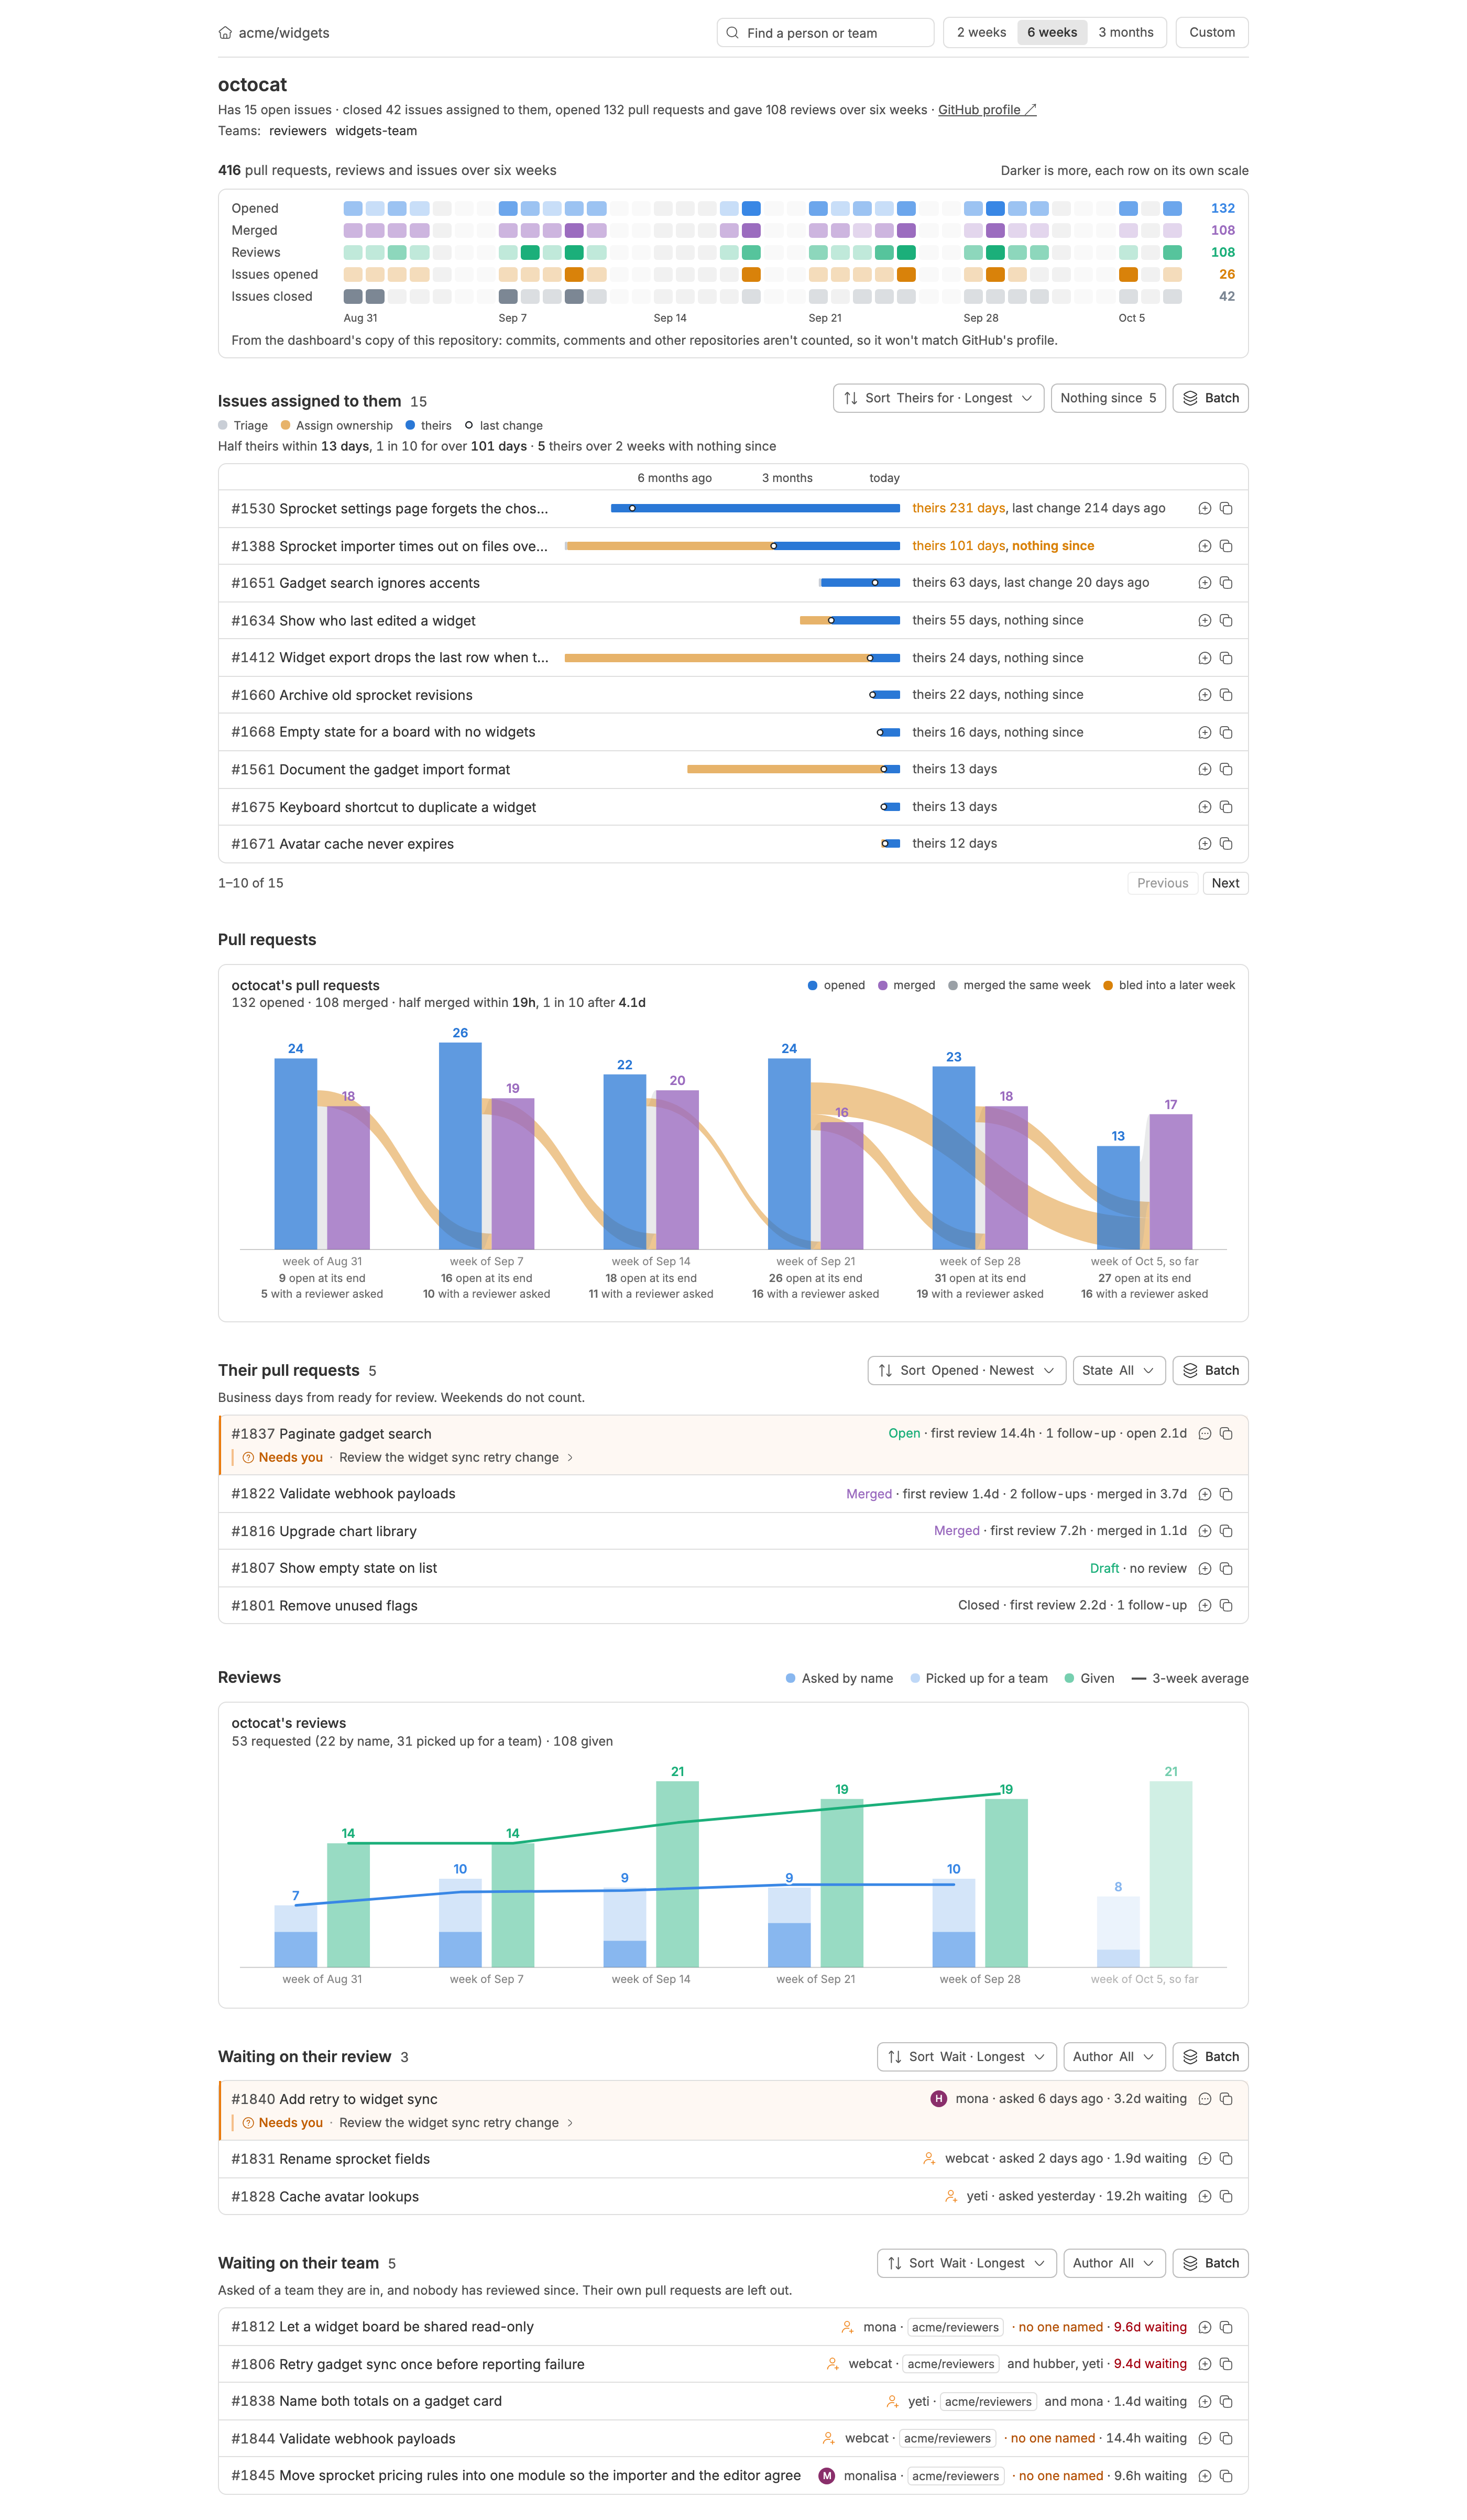 acme/widgets
Find a person or team
2 weeks 6 weeks 3 months Custom
octocat
Has 15 open issues · closed 42 issues assigned to them, opened 132 pull requests and gave 108 reviews over six weeks · GitHub profile ↗
Teams: reviewers widgets-team
416 pull requests, reviews and issues over six weeks
Darker is more, each row on its own scale
Opened 132
Merged 108
Reviews 108
Issues opened 26
Issues closed 42
Aug 31 Sep 7 Sep 14 Sep 21 Sep 28 Oct 5
From the dashboard's copy of this repository: commits, comments and other repositories aren't counted, so it won't match GitHub's profile.
Issues assigned to them 15
Sort Theirs for · Longest Nothing since 5 Batch
Triage Assign ownership theirs last change
Half theirs within 13 days, 1 in 10 for over 101 days · 5 theirs over 2 weeks with nothing since
6 months ago 3 months today
#1530 Sprocket settings page forgets the chos... theirs 231 days, last change 214 days ago
#1388 Sprocket importer times out on files ove... theirs 101 days, nothing since
#1651 Gadget search ignores accents theirs 63 days, last change 20 days ago
#1634 Show who last edited a widget theirs 55 days, nothing since
#1412 Widget export drops the last row when t... theirs 24 days, nothing since
#1660 Archive old sprocket revisions theirs 22 days, nothing since
#1668 Empty state for a board with no widgets theirs 16 days, nothing since
#1561 Document the gadget import format theirs 13 days
#1675 Keyboard shortcut to duplicate a widget theirs 13 days
#1671 Avatar cache never expires theirs 12 days
1–10 of 15
Previous Next
Pull requests
octocat's pull requests
opened merged merged the same week bled into a later week
132 opened · 108 merged · half merged within 19h, 1 in 10 after 4.1d
24 18 26 19 22 20 24 16 23 18 13 17
week of Aug 31 week of Sep 7 week of Sep 14 week of Sep 21 week of Sep 28 week of Oct 5, so far
9 open at its end 16 open at its end 18 open at its end 26 open at its end 31 open at its end 27 open at its end
5 with a reviewer asked 10 with a reviewer asked 11 with a reviewer asked 16 with a reviewer asked 19 with a reviewer asked 16 with a reviewer asked
Their pull requests 5
Sort Opened · Newest State All Batch
Business days from ready for review. Weekends do not count.
#1837 Paginate gadget search Open · first review 14.4h · 1 follow-up · open 2.1d
Needs you · Review the widget sync retry change
#1822 Validate webhook payloads Merged · first review 1.4d · 2 follow-ups · merged in 3.7d
#1816 Upgrade chart library Merged · first review 7.2h · merged in 1.1d
#1807 Show empty state on list Draft · no review
#1801 Remove unused flags Closed · first review 2.2d · 1 follow-up
Reviews
Asked by name Picked up for a team Given 3-week average
octocat's reviews
53 requested (22 by name, 31 picked up for a team) · 108 given
7 14 10 14 9 21 9 19 10 19 8 21
week of Aug 31 week of Sep 7 week of Sep 14 week of Sep 21 week of Sep 28 week of Oct 5, so far
Waiting on their review 3
Sort Wait · Longest Author All Batch
#1840 Add retry to widget sync H mona · asked 6 days ago · 3.2d waiting
Needs you · Review the widget sync retry change
#1831 Rename sprocket fields webcat · asked 2 days ago · 1.9d waiting
#1828 Cache avatar lookups yeti · asked yesterday · 19.2h waiting
Waiting on their team 5
Sort Wait · Longest Author All Batch
Asked of a team they are in, and nobody has reviewed since. Their own pull requests are left out.
#1812 Let a widget board be shared read-only mona · acme/reviewers · no one named · 9.6d waiting
#1806 Retry gadget sync once before reporting failure webcat · acme/reviewers and hubber, yeti · 9.4d waiting
#1838 Name both totals on a gadget card yeti · acme/reviewers and mona · 1.4d waiting
#1844 Validate webhook payloads webcat · acme/reviewers · no one named · 14.4h waiting
#1845 Move sprocket pricing rules into one module so the importer and the editor agree M monalisa · acme/reviewers · no one named · 9.6h waiting